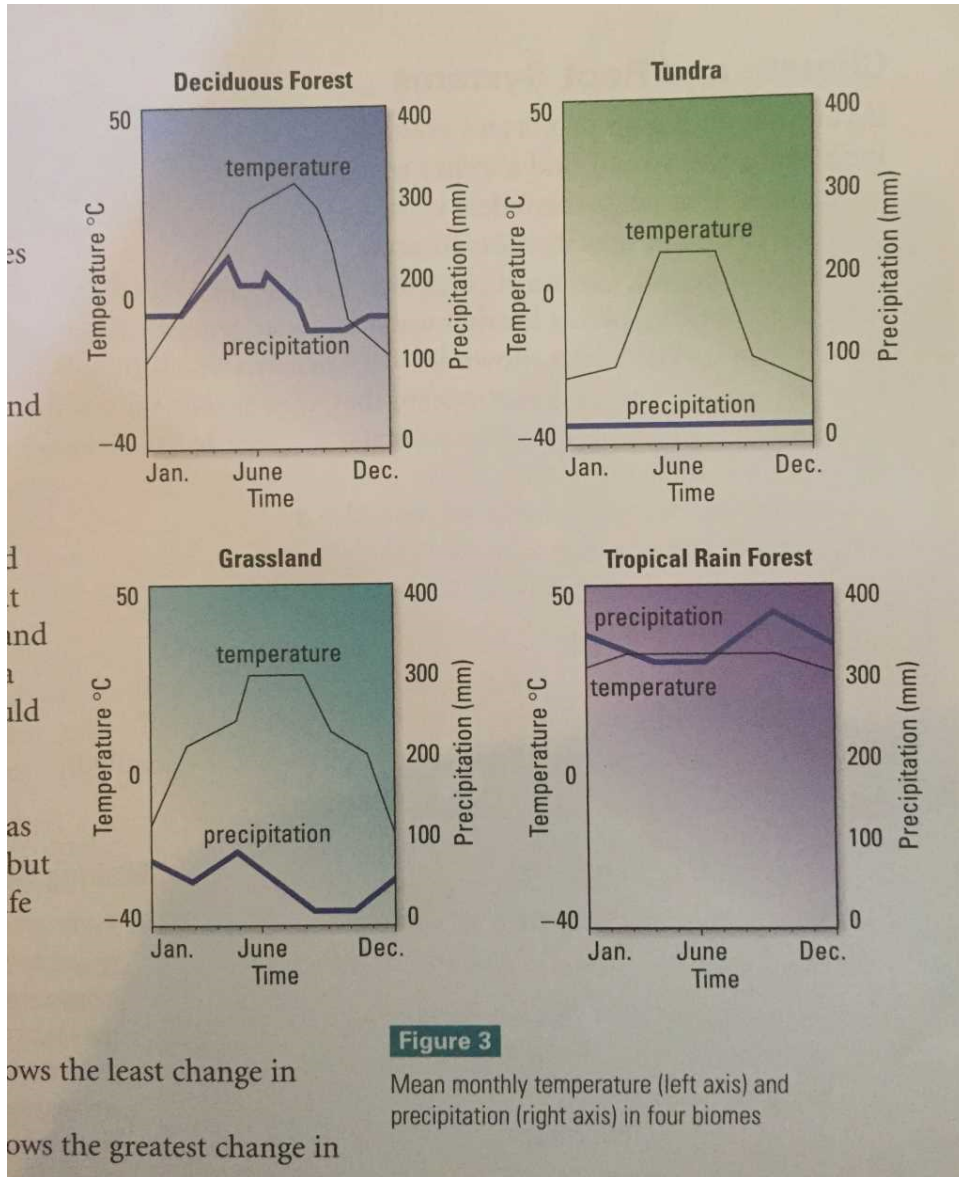 Deciduous Forest
50
400
temperature
300
Temperature °C
Precipitation (mm)
200
0
precipitation
100
–40
0
Jan.
June
Dec.
Time
Tundra
50
400
300
temperature
Temperature °C
Precipitation (mm)
200
0
100
precipitation
–40
0
Jan.
June
Dec.
Time
Grassland
50
400
temperature
300
Temperature °C
Precipitation (mm)
200
0
precipitation
100
–40
0
Jan.
June
Dec.
Time
Tropical Rain Forest
50
400
precipitation
300
temperature
Temperature °C
Precipitation (mm)
200
0
100
–40
0
Jan.
June
Dec.
Time
es
nd
d
t
and
a
uld
as
but
fe
ows the least change in
ows the greatest change in
Figure 3
Mean monthly temperature (left axis) and
precipitation (right axis) in four biomes